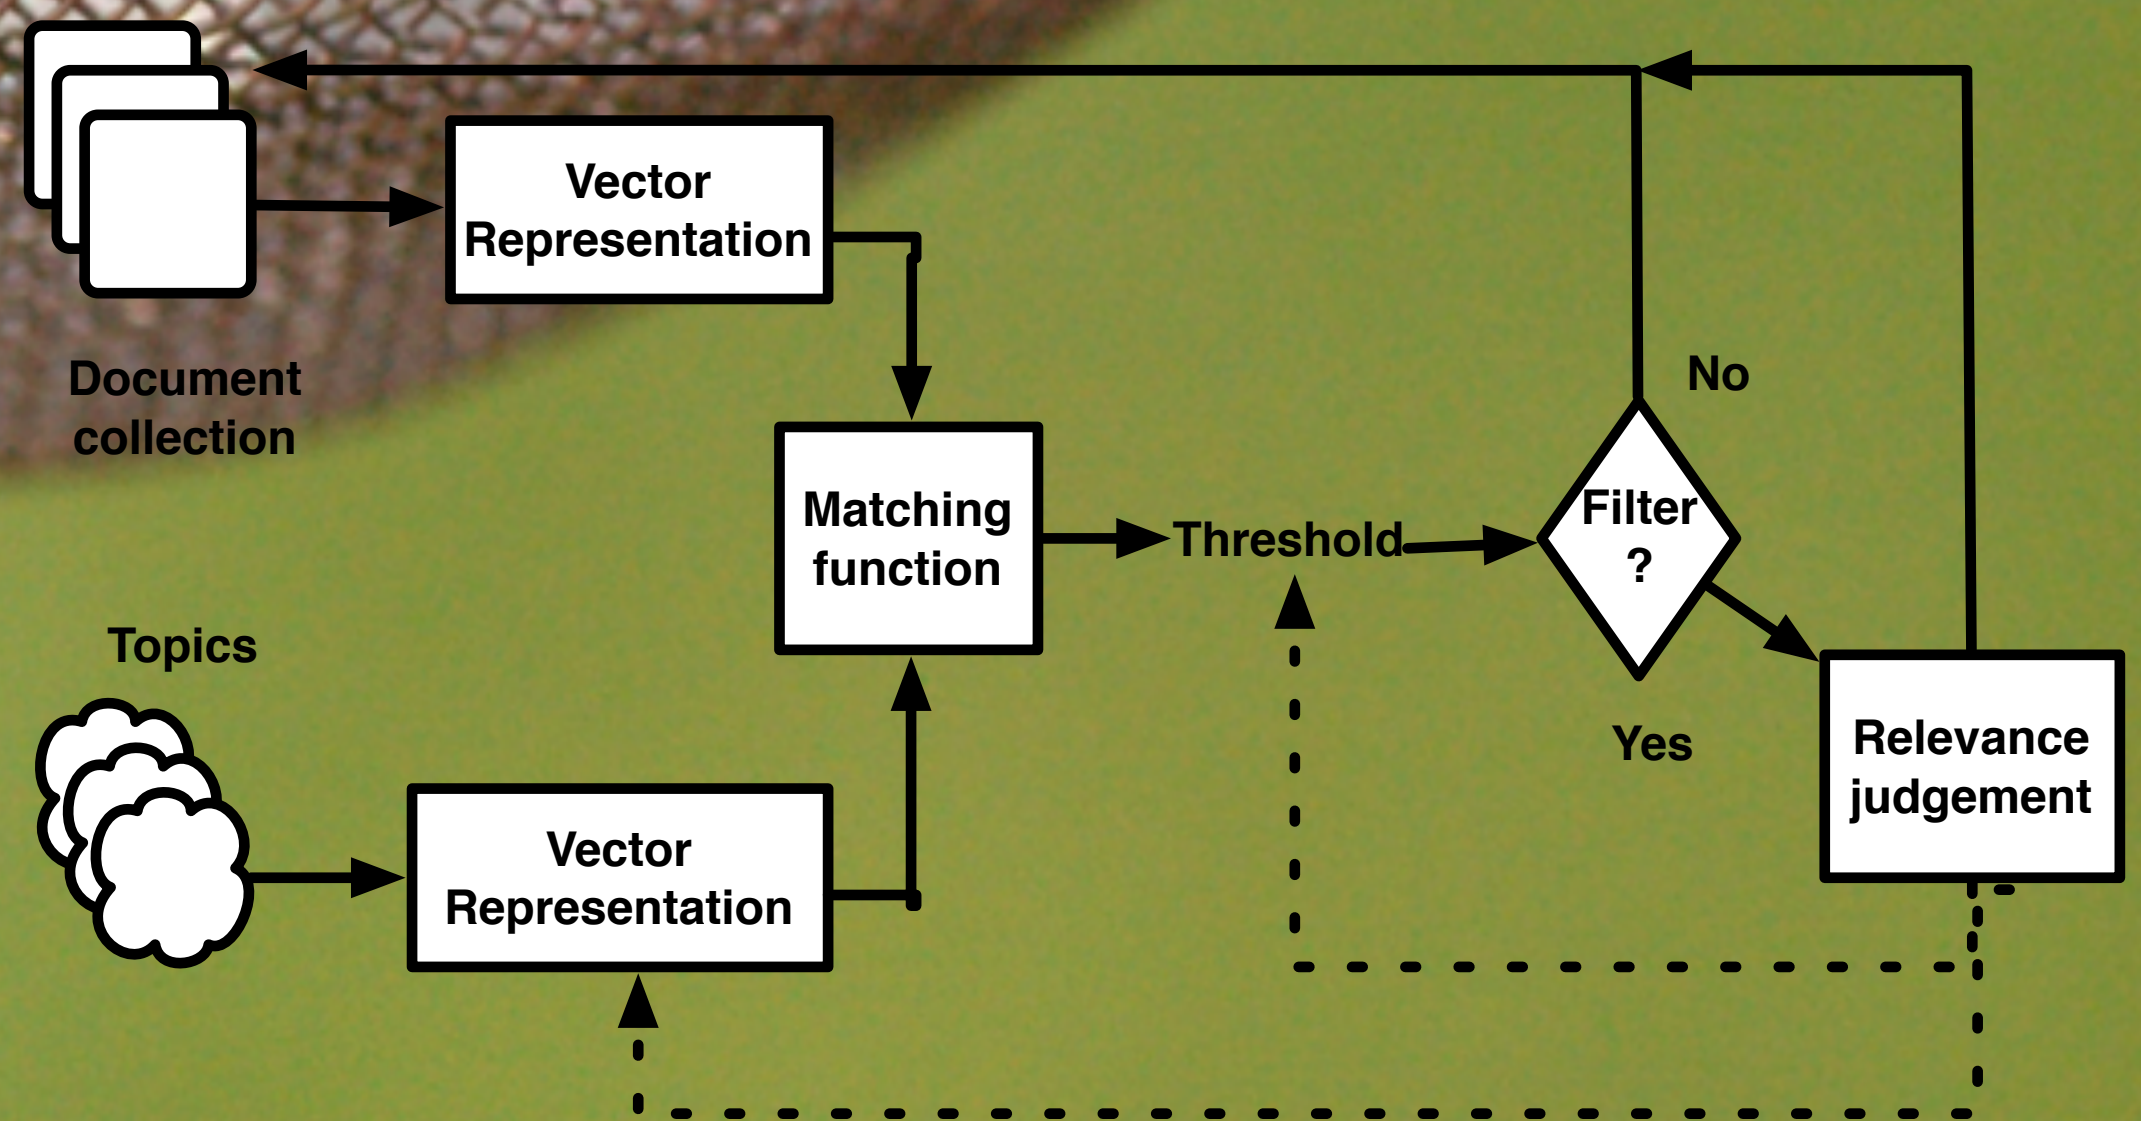 Vector
Representation
Document
collection
No
Matching
function
Threshold
Filter
?
Topics
Yes
Relevance
judgement
Vector
Representation